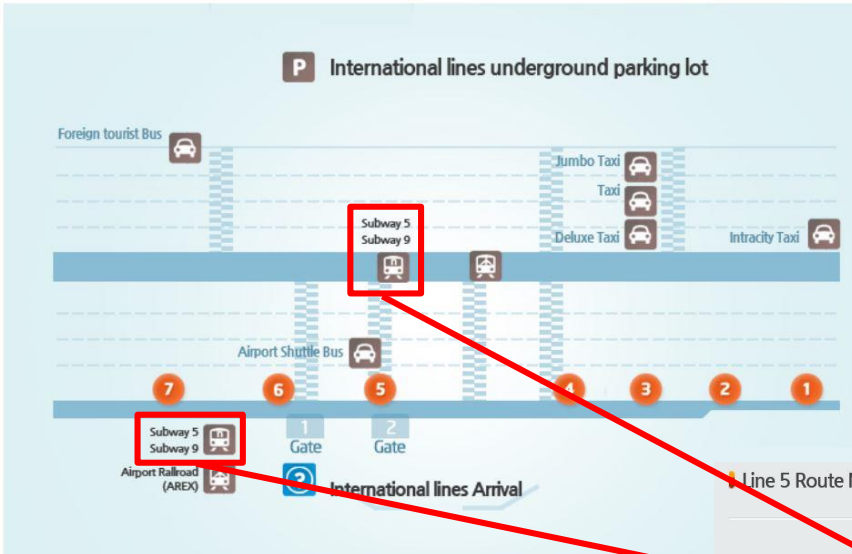 P International lines underground parking lot
Foreign tourist Bus
Jumbo Taxi
Taxi
Subway 5
Subway 9
Deluxe Taxi
Intracity Taxi
Airport Shuttle Bus
7 6 5 4 3 2 1
Subway 5
Subway 9
1
Gate
2
Gate
Airport Railroad
(AREX)
? International lines Arrival
Line 5 Route